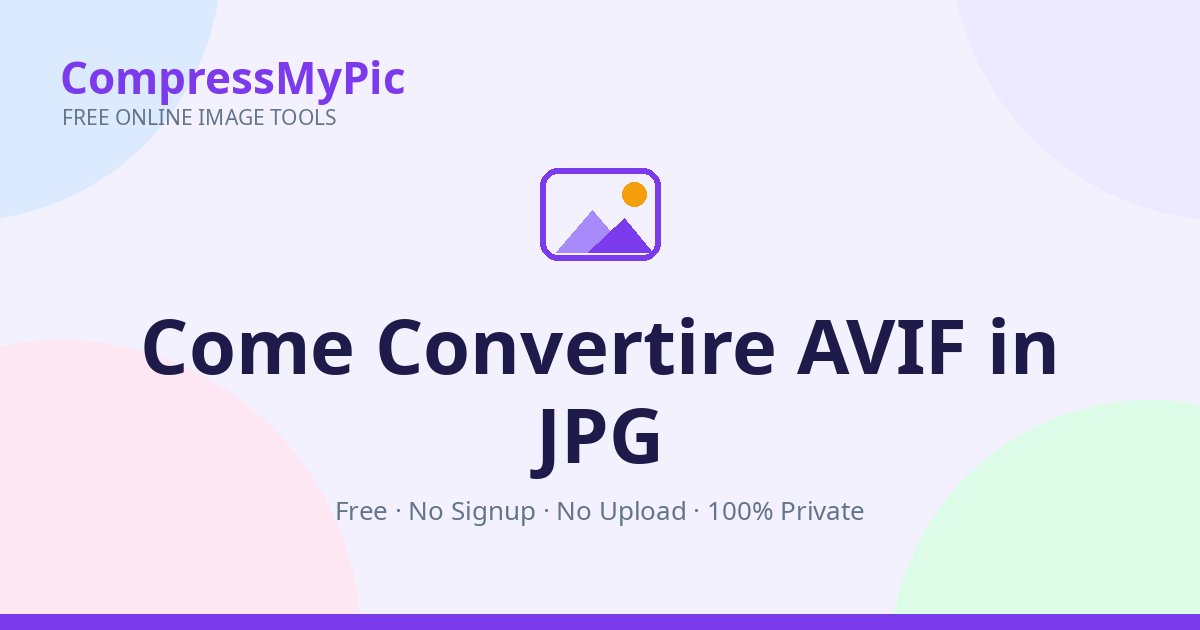 CompressMyPic
FREE ONLINE IMAGE TOOLS
Come Convertire AVIF in
JPG
Free · No Signup · No Upload · 100% Private